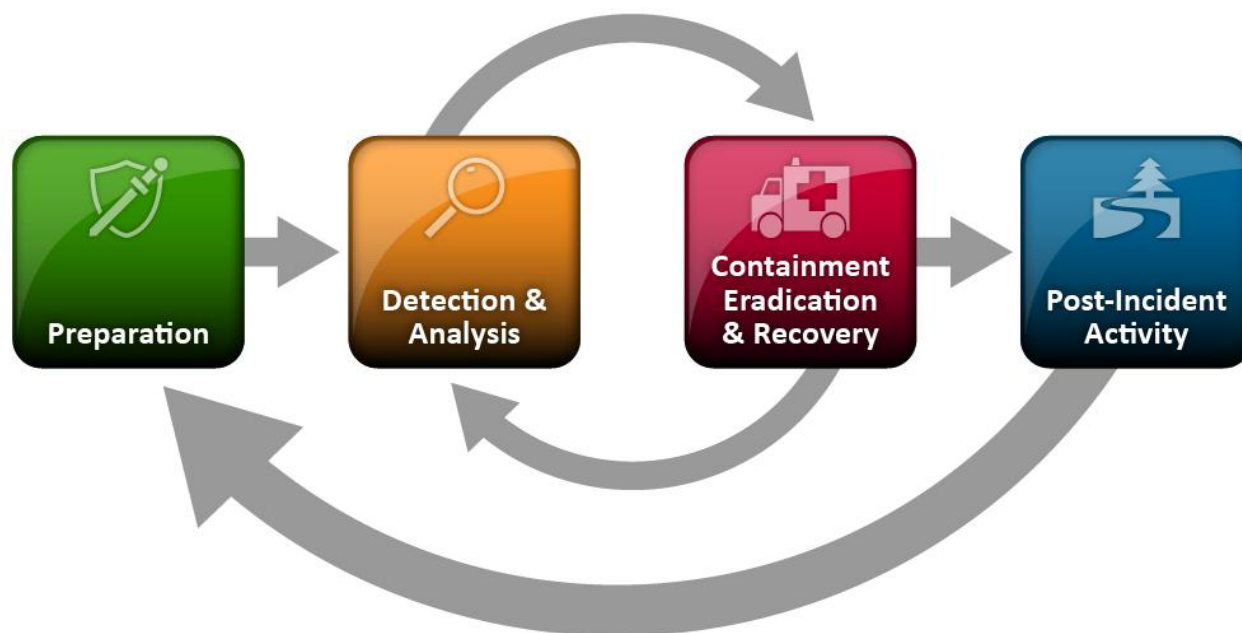 Preparation
Detection &
Analysis
Containment
Eradication
& Recovery
Post-Incident
Activity